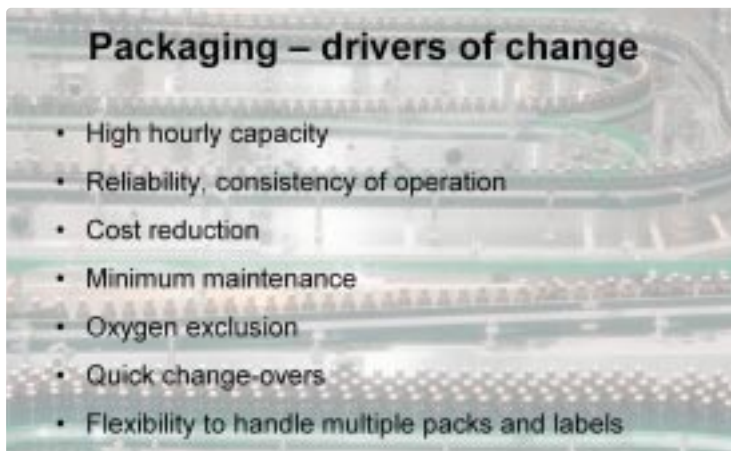 Packaging – drivers of change
• High hourly capacity
• Reliability, consistency of operation
• Cost reduction
• Minimum maintenance
• Oxygen exclusion
• Quick change-overs
• Flexibility to handle multiple packs and labels